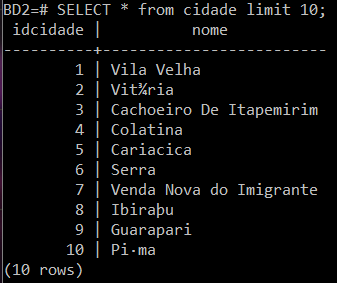 BD2=# SELECT * from cidade limit 10;
 idcidade |          nome
----------+-------------------------
        1 | Vila Velha
        2 | Vit¾ria
        3 | Cachoeiro De Itapemirim
        4 | Colatina
        5 | Cariacica
        6 | Serra
        7 | Venda Nova do Imigrante
        8 | Ibiraþu
        9 | Guarapari
       10 | Pi·ma
(10 rows)